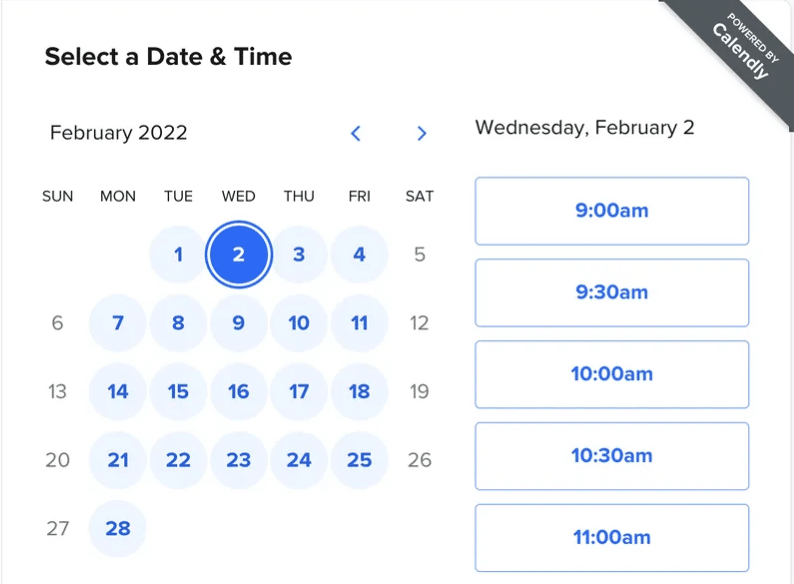 POWERED BY
Calendly
Select a Date & Time
February 2022
SUN MON TUE WED THU FRI SAT
1 2 3 4 5
6 7 8 9 10 11 12
13 14 15 16 17 18 19
20 21 22 23 24 25 26
27 28
Wednesday, February 2
9:00am
9:30am
10:00am
10:30am
11:00am